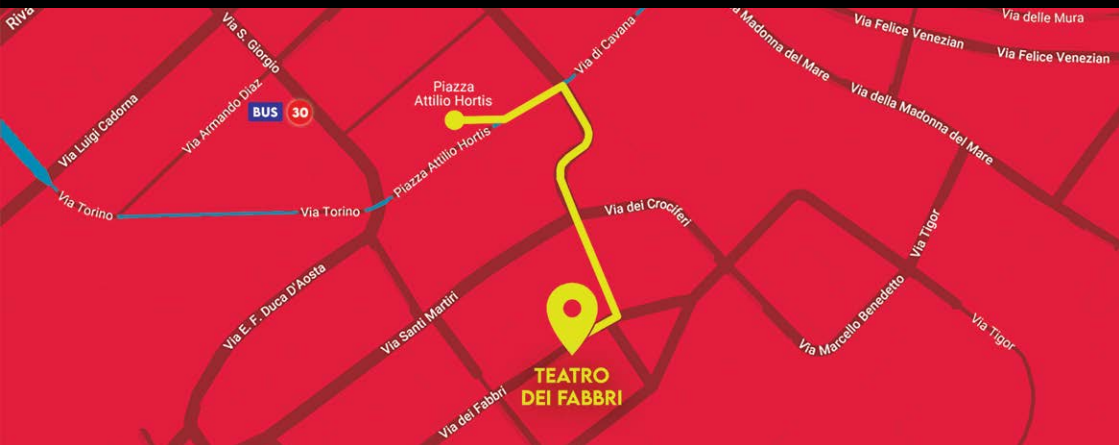 Riva
Via S. Giorgio
Via Luigi Cadorna
Via Armando Diaz
BUS 30
Piazza
Attilio Hortis
Via di Cavana
Piazza Attilio Hortis
Via Torino
Via Torino
a Madonna del Mare
Via Felice Venezian
Via delle Mura
Via Felice Venezian
Via della Madonna del Mare
Via dei Crociferi
Via Tigor
Via E. F. Duca D'Aosta
Via Santi Martiri
Via Marcello Benedetto
Via Tigor
TEATRO
DEI FABBRI
Via dei Fabbri